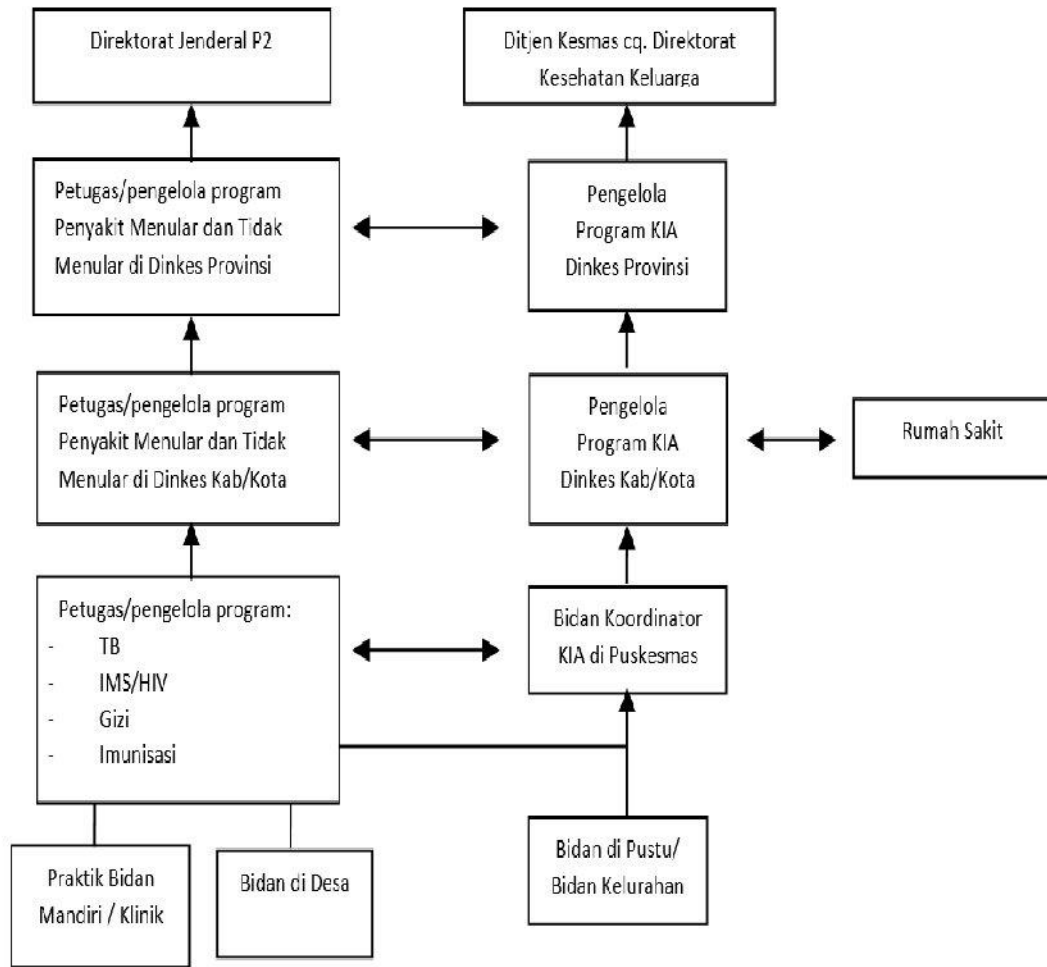 Direktorat Jenderal P2
Ditjen Kesmas cq. Direktorat
Kesehatan Keluarga
Petugas/pengelola program
Penyakit Menular dan Tidak
Menular di Dinkes Provinsi
Pengelola
Program KIA
Dinkes Provinsi
Petugas/pengelola program
Penyakit Menular dan Tidak
Menular di Dinkes Kab/Kota
Pengelola
Program KIA
Dinkes Kab/Kota
Rumah Sakit
Petugas/pengelola program:
- TB
- IMS/HIV
- Gizi
- Imunisasi
Bidan Koordinator
KIA di Puskesmas
Praktik Bidan
Mandiri / Klinik
Bidan di Desa
Bidan di Pustu/
Bidan Kelurahan